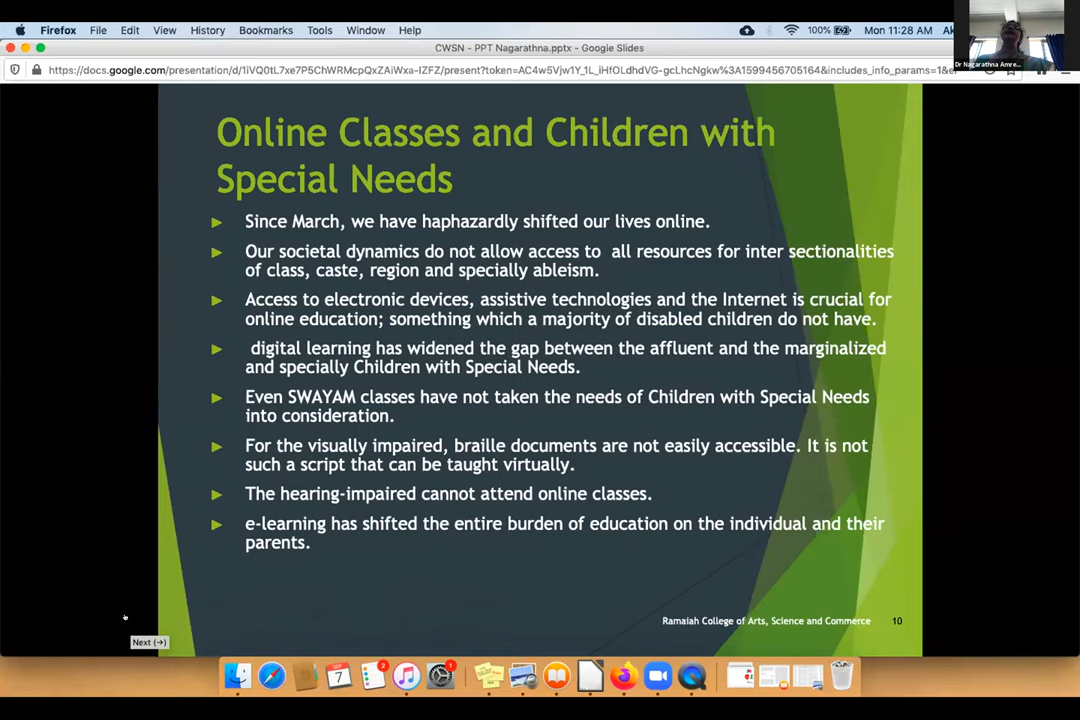 Firefox File Edit View History Bookmarks Tools Window Help 100% Mon 11:28 AM
CWSN - PPT Nagarathna.pptx - Google Slides
Dr Nagarathna Amre...
Online Classes and Children with
Special Needs
Since March, we have haphazardly shifted our lives online.
Our societal dynamics do not allow access to all resources for inter sectionalities
of class, caste, region and specially ableism.
Access to electronic devices, assistive technologies and the Internet is crucial for
online education; something which a majority of disabled children do not have.
digital learning has widened the gap between the affluent and the marginalized
and specially Children with Special Needs.
Even SWAYAM classes have not taken the needs of Children with Special Needs
into consideration.
For the visually impaired, braille documents are not easily accessible. It is not
such a script that can be taught virtually.
The hearing-impaired cannot attend online classes.
e-learning has shifted the entire burden of education on the individual and their
parents.
Ramaiah College of Arts, Science and Commerce 10
Next (→)
7 2 1